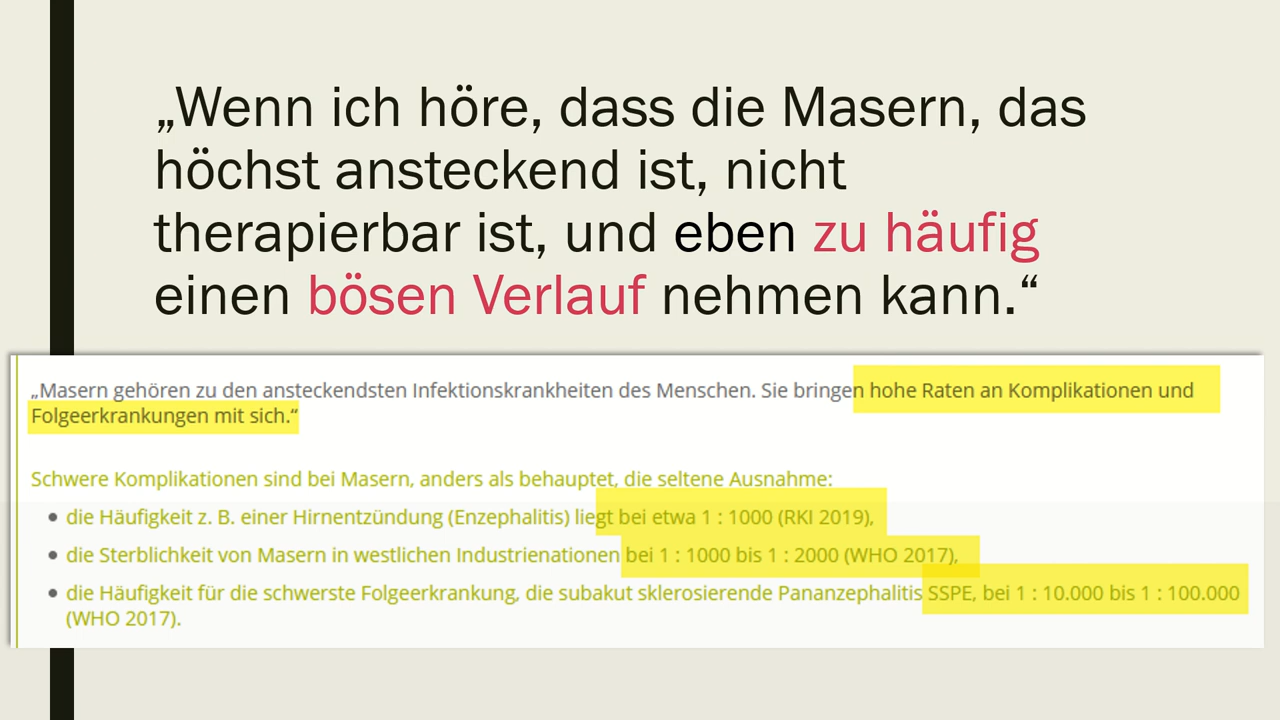 „Wenn ich höre, dass die Masern, das
höchst ansteckend ist, nicht
therapierbar ist, und eben zu häufig
einen bösen Verlauf nehmen kann.“
„Masern gehören zu den ansteckendsten Infektionskrankheiten des Menschen. Sie bringen hohe Raten an Komplikationen und
Folgeerkrankungen mit sich.“
Schwere Komplikationen sind bei Masern, anders als behauptet, die seltene Ausnahme:
• die Häufigkeit z. B. einer Hirnentzündung (Enzephalitis) liegt bei etwa 1 : 1000 (RKI 2019),
• die Sterblichkeit von Masern in westlichen Industrienationen bei 1 : 1000 bis 1 : 2000 (WHO 2017),
• die Häufigkeit für die schwerste Folgeerkrankung, die subakut sklerosierende Pananzephalitis SSPE, bei 1 : 10.000 bis 1 : 100.000
(WHO 2017).